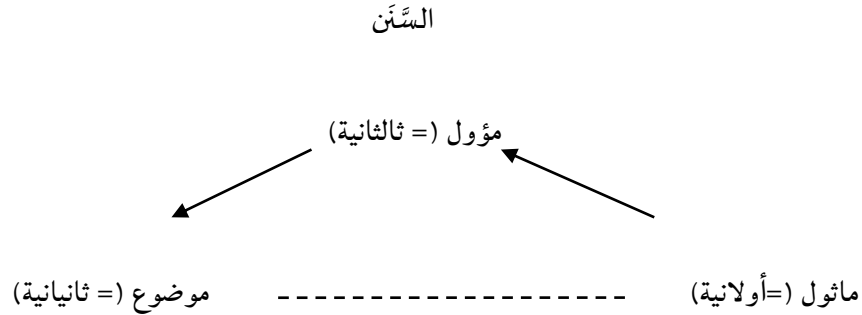 السَّنَن
مؤول (= ثالثانية)
ماثول (=أولانية)
موضوع (= ثانيانية)